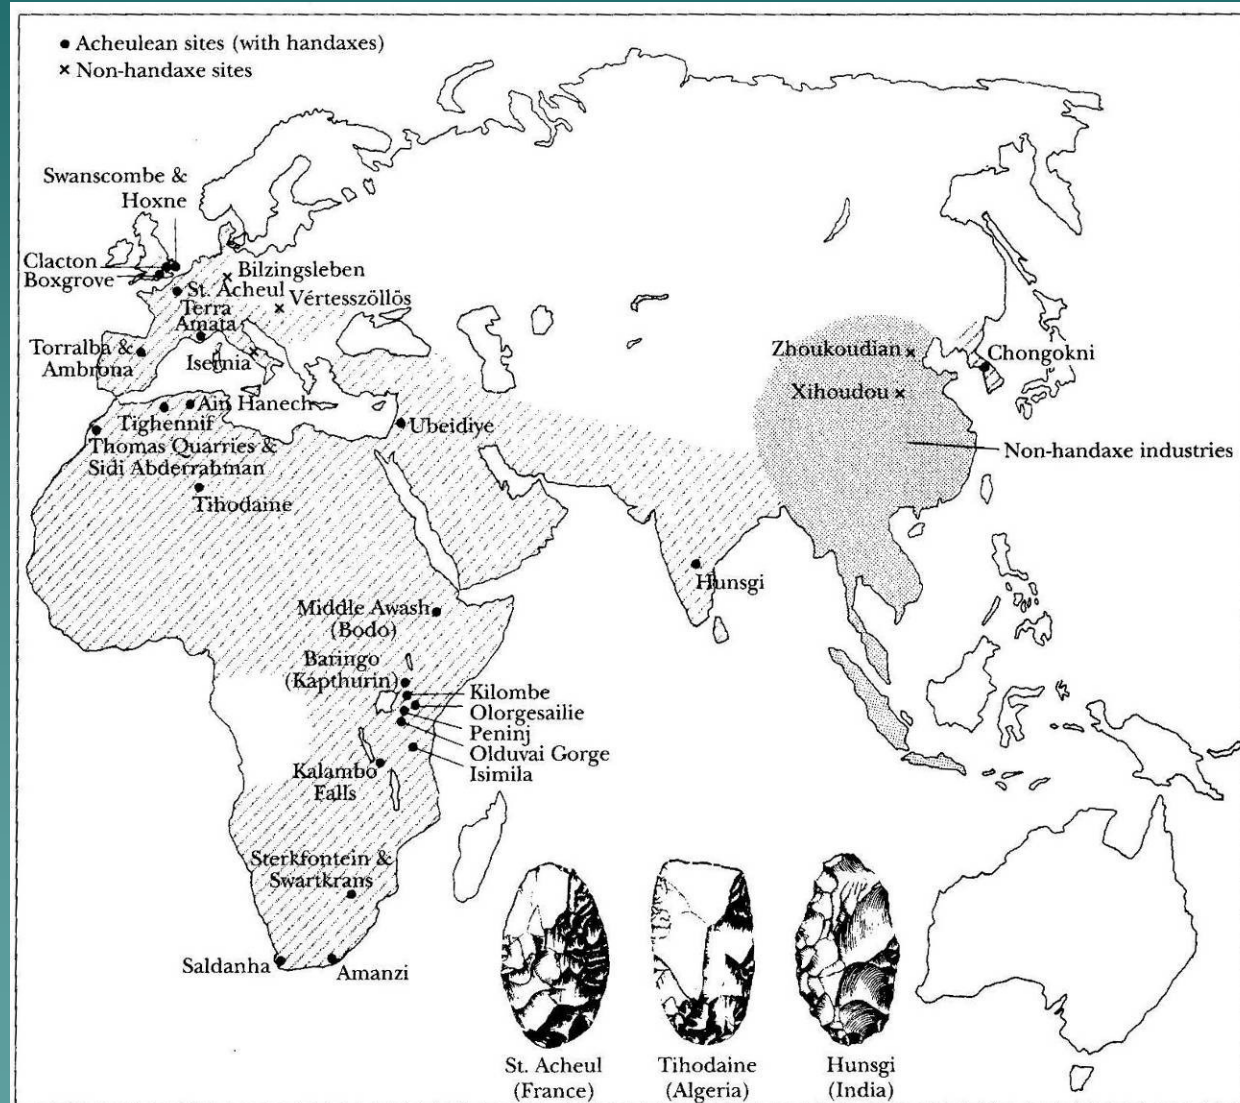 Acheulean sites (with handaxes)
Non-handaxe sites
Swanscombe &
Hoxne
Clacton
Boxgrove
Bilzingsleben
St. Acheul
Vértesszöllös
Terra
Amata
Torralba &
Ambrona
Isernia
Ain Hanech
Tighennif
Thomas Quarries &
Sidi Abderrahman
Tihodaine
Ubeidiye
Zhoukoudian
Chongokni
Xihoudou
Non-handaxe industries
Hunsgi
Middle Awash
(Bodo)
Baringo
(Kapthurin)
Kilombe
Olorgesailie
Peninj
Olduvai Gorge
Isimila
Kalambo
Falls
Sterkfontein &
Swartkrans
Saldanha
Amanzi
St. Acheul
(France)
Tihodaine
(Algeria)
Hunsgi
(India)